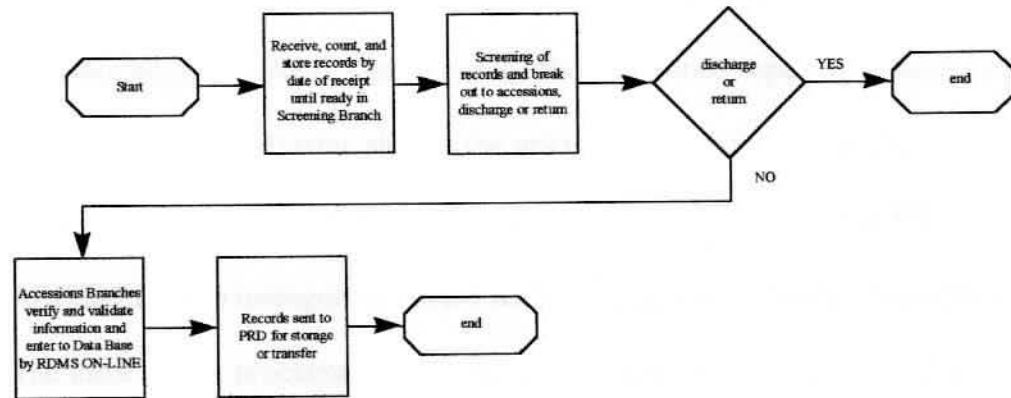 Start
Receive, count, and
store records by
date of receipt
until ready in
Screening Branch
Screening of
records and break
out to accessions,
discharge or return
discharge
or
return
YES
end
NO
Accessions Branches
verify and validate
information and
enter to Data Base
by RDMS ON-LINE
Records sent to
PRD for storage
or transfer
end